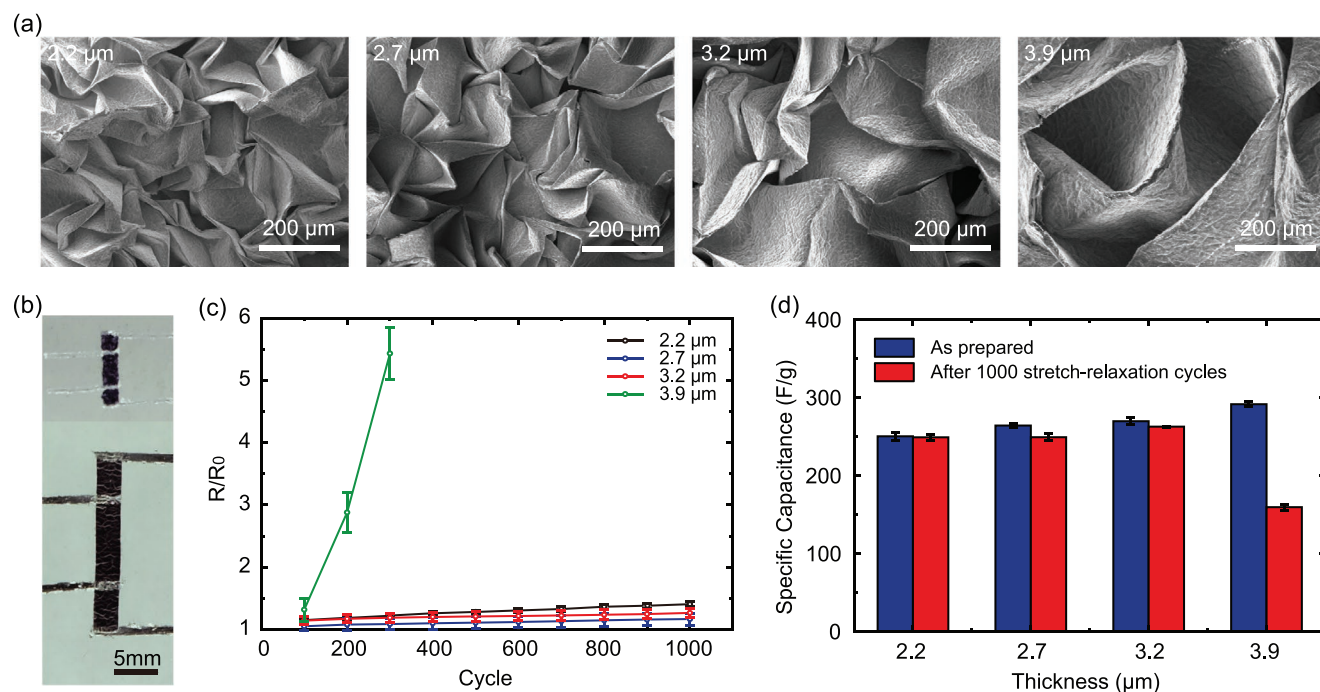 (a)
2.2 µm
2.7 µm
3.2 µm
3.9 µm
200 µm
200 µm
200 µm
200 µm
(b)
5mm
(c)
6
5
4
3
2
1
R/R0
0
200
400
600
800
1000
Cycle
2.2 µm
2.7 µm
3.2 µm
3.9 µm
(d)
400
300
200
100
0
Specific Capacitance (F/g)
As prepared
After 1000 stretch-relaxation cycles
2.2
2.7
3.2
3.9
Thickness (µm)